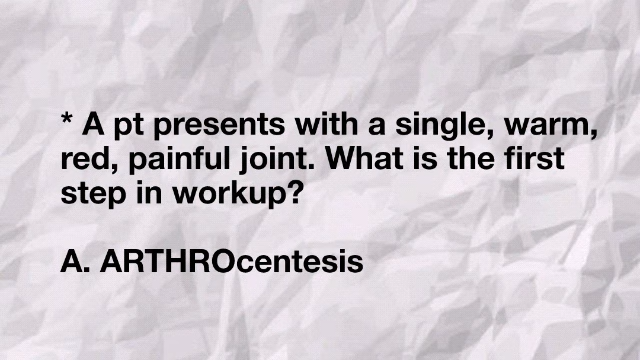 * A pt presents with a single, warm,
red, painful joint. What is the first
step in workup?
A. ARTHROcentesis